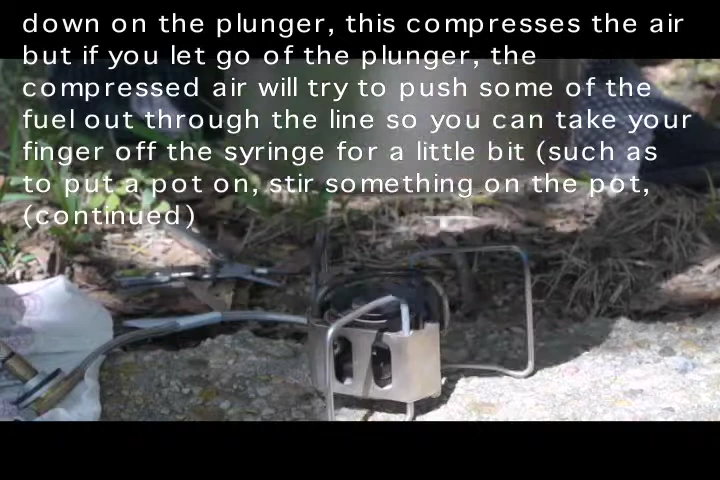 down on the plunger, this compresses the air
but if you let go of the plunger, the
compressed air will try to push some of the
fuel out through the line so you can take your
finger off the syringe for a little bit (such as
to put a pot on, stir something on the pot,
(continued)